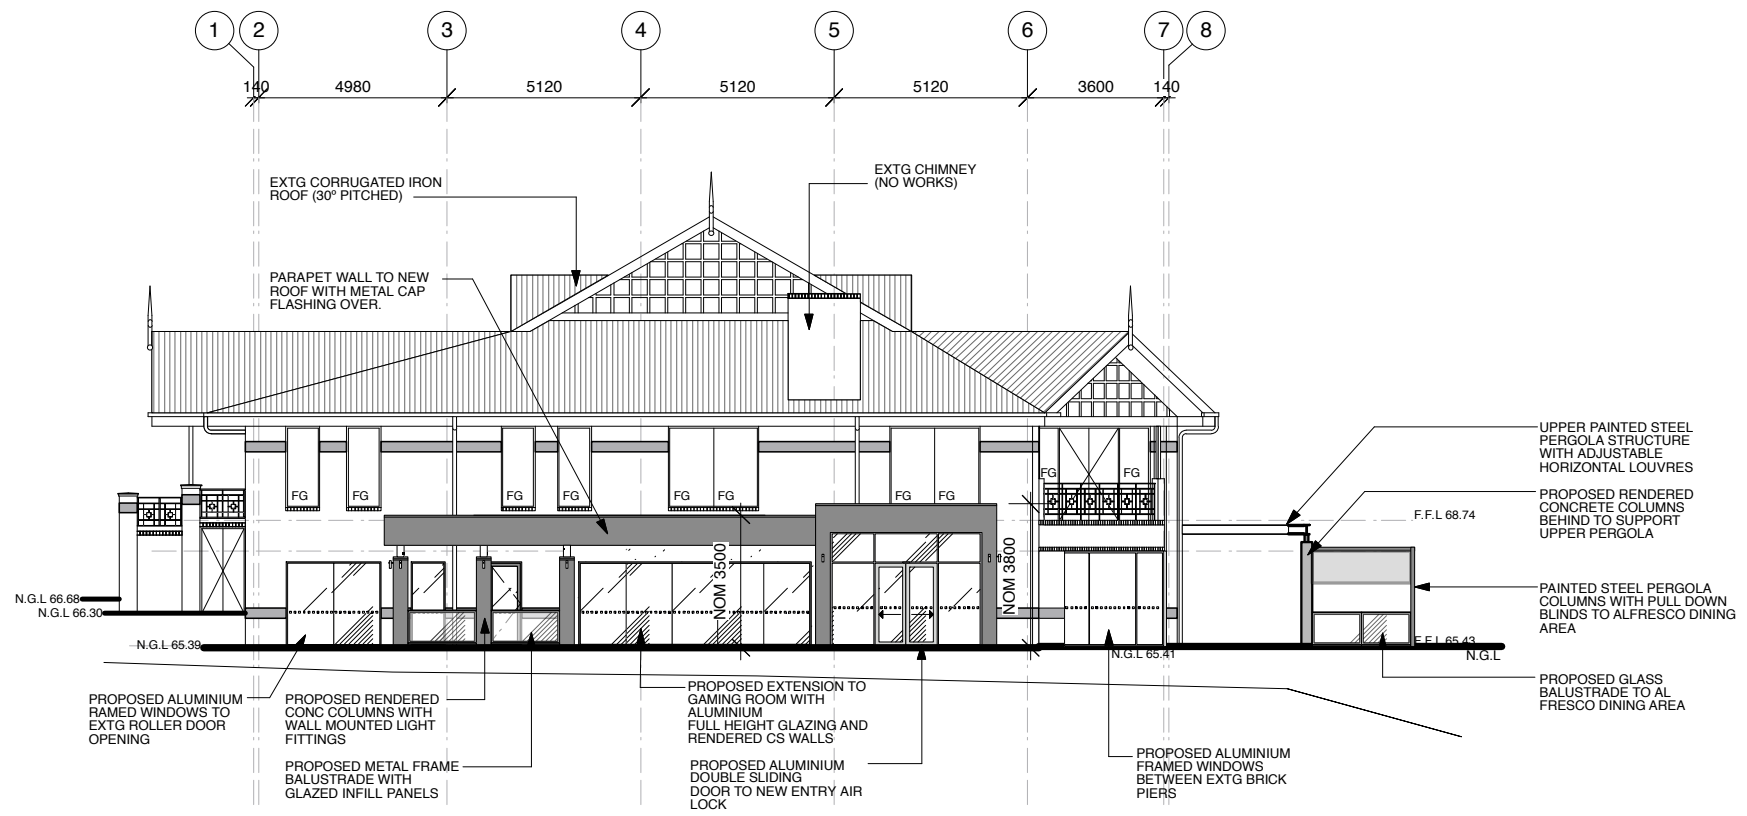 1 2 3 4 5 6 7 8
140 4980 5120 5120 5120 3600 140
EXTG CORRUGATED IRON
ROOF (30º PITCHED)
EXTG CHIMNEY
(NO WORKS)
PARAPET WALL TO NEW
ROOF WITH METAL CAP
FLASHING OVER.
UPPER PAINTED STEEL
PERGOLA STRUCTURE
WITH ADJUSTABLE
HORIZONTAL LOUVRES
FG FG FG FG FG FG FG FG FG FG
PROPOSED RENDERED
CONCRETE COLUMNS
BEHIND TO SUPPORT
UPPER PERGOLA
F.F.L 68.74
NOM 3500
NOM 3800
N.G.L 66.68
N.G.L 66.30
PAINTED STEEL PERGOLA
COLUMNS WITH PULL DOWN
BLINDS TO ALFRESCO DINING
AREA
N.G.L 65.39
F.F.L 65.43
N.G.L 65.41
N.G.L
PROPOSED ALUMINIUM
RAMED WINDOWS TO
EXTG ROLLER DOOR
OPENING
PROPOSED RENDERED
CONC COLUMNS WITH
WALL MOUNTED LIGHT
FITTINGS
PROPOSED METAL FRAME
BALUSTRADE WITH
GLAZED INFILL PANELS
PROPOSED EXTENSION TO
GAMING ROOM WITH
ALUMINIUM
FULL HEIGHT GLAZING AND
RENDERED CS WALLS
PROPOSED ALUMINIUM
DOUBLE SLIDING
DOOR TO NEW ENTRY AIR
LOCK
PROPOSED ALUMINIUM
FRAMED WINDOWS
BETWEEN EXTG BRICK
PIERS
PROPOSED GLASS
BALUSTRADE TO AL
FRESCO DINING AREA